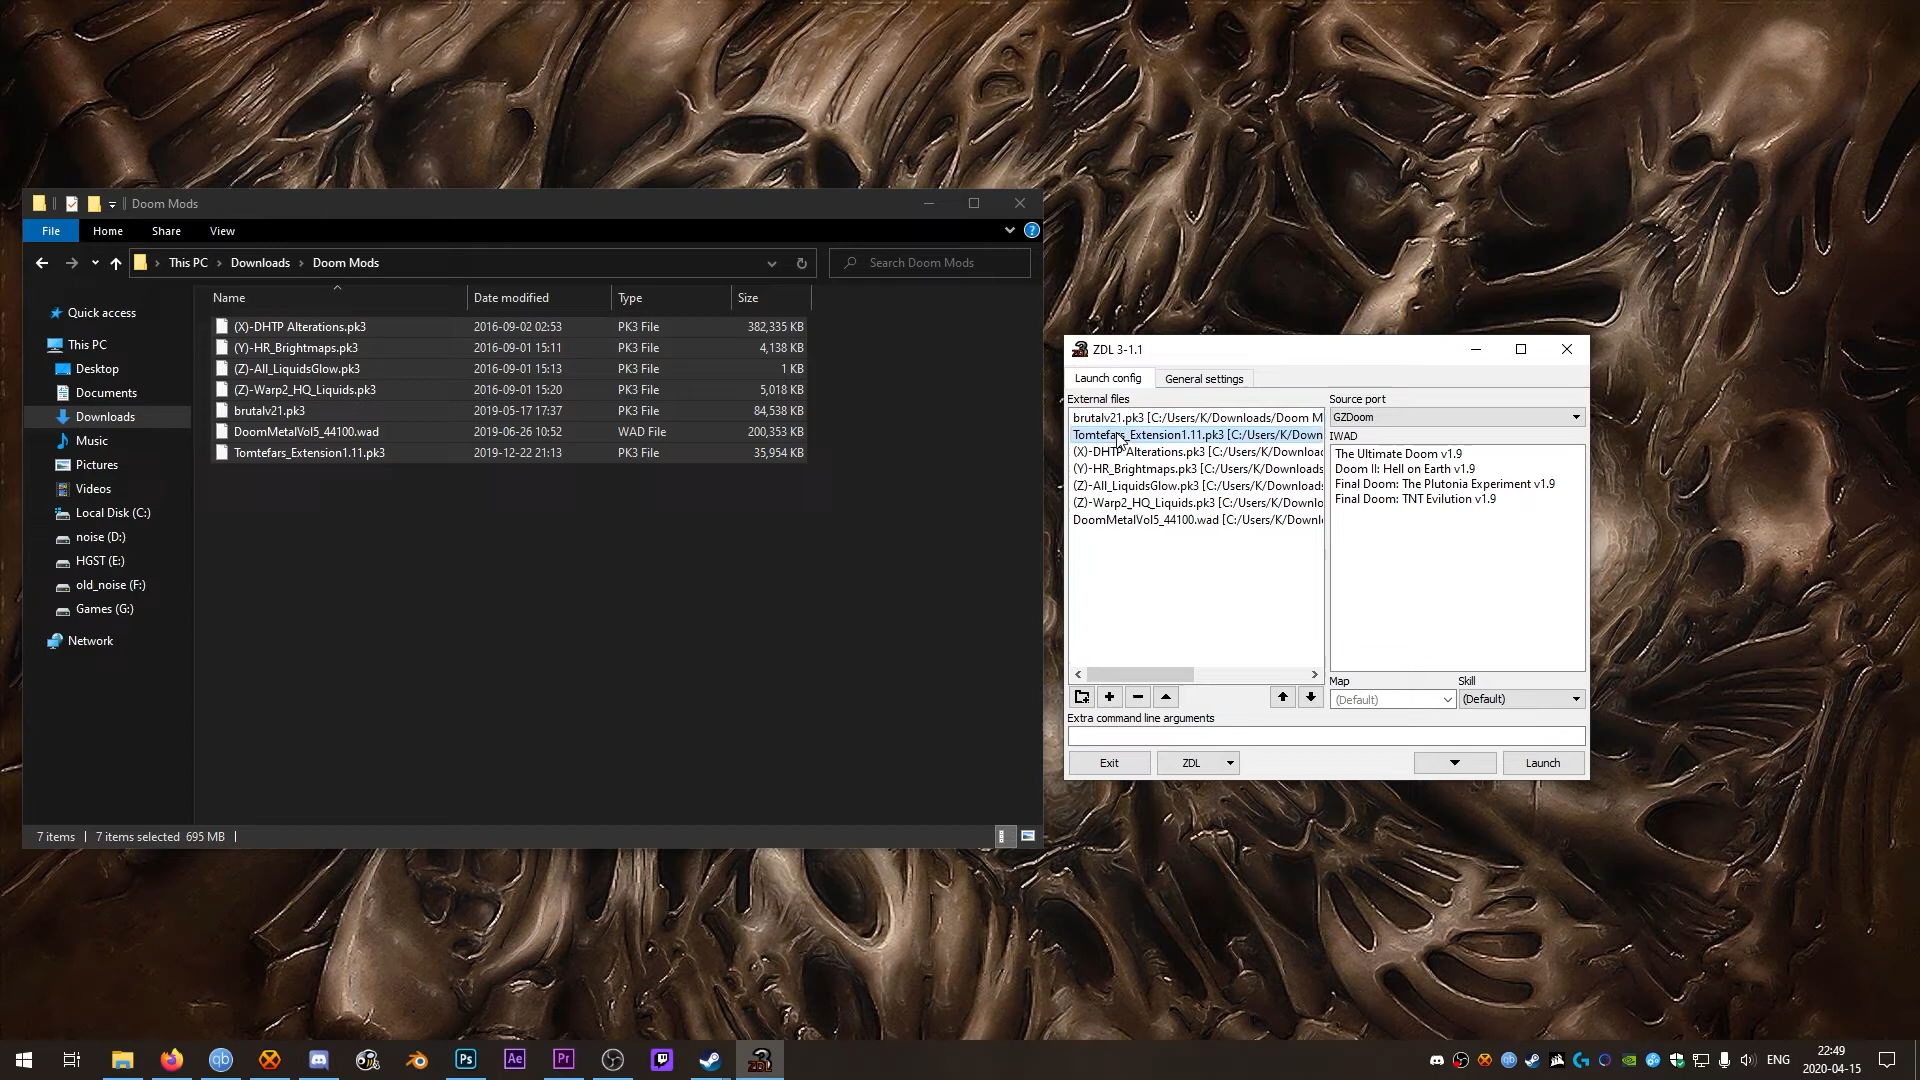 Doom Mods
File
Home
Share
View
This PC
Downloads
Doom Mods
Search Doom Mods
Name
Date modified
Type
Size
Quick access
This PC
Desktop
Documents
Downloads
Music
Pictures
Videos
Local Disk (C:)
noise (D:)
HGST (E:)
old_noise (F:)
Games (G:)
Network
(X)-DHTP Alterations.pk3 2016-09-02 02:53 PK3 File 382,335 KB
(Y)-HR_Brightmaps.pk3 2016-09-01 15:11 PK3 File 4,138 KB
(Z)-All_LiquidsGlow.pk3 2016-09-01 15:13 PK3 File 1 KB
(Z)-Warp2_HQ_Liquids.pk3 2016-09-01 15:20 PK3 File 5,018 KB
brutalv21.pk3 2019-05-17 17:37 PK3 File 84,538 KB
DoomMetalVol5_44100.wad 2019-06-26 10:52 WAD File 200,353 KB
Tomtefars_Extension1.11.pk3 2019-12-22 21:13 PK3 File 35,954 KB
7 items 7 items selected 695 MB
ZDL 3-1.1
Launch config
General settings
External files
brutalv21.pk3 [C:/Users/K/Downloads/Doom M
Tomtefars_Extension1.11.pk3 [C:/Users/K/Down
(X)-DHTP Alterations.pk3 [C:/Users/K/Downloac
(Y)-HR_Brightmaps.pk3 [C:/Users/K/Downloads
(Z)-All_LiquidsGlow.pk3 [C:/Users/K/Downloads
(Z)-Warp2_HQ_Liquids.pk3 [C:/Users/K/Downlo
DoomMetalVol5_44100.wad [C:/Users/K/Downl
Source port
GZDoom
IWAD
The Ultimate Doom v1.9
Doom II: Hell on Earth v1.9
Final Doom: The Plutonia Experiment v1.9
Final Doom: TNT Evilution v1.9
Map
Skill
(Default)
(Default)
Extra command line arguments
Exit
ZDL
Launch
qb
Ps
Ae
Pr
ZDL
ENG
22:49
2020-04-15